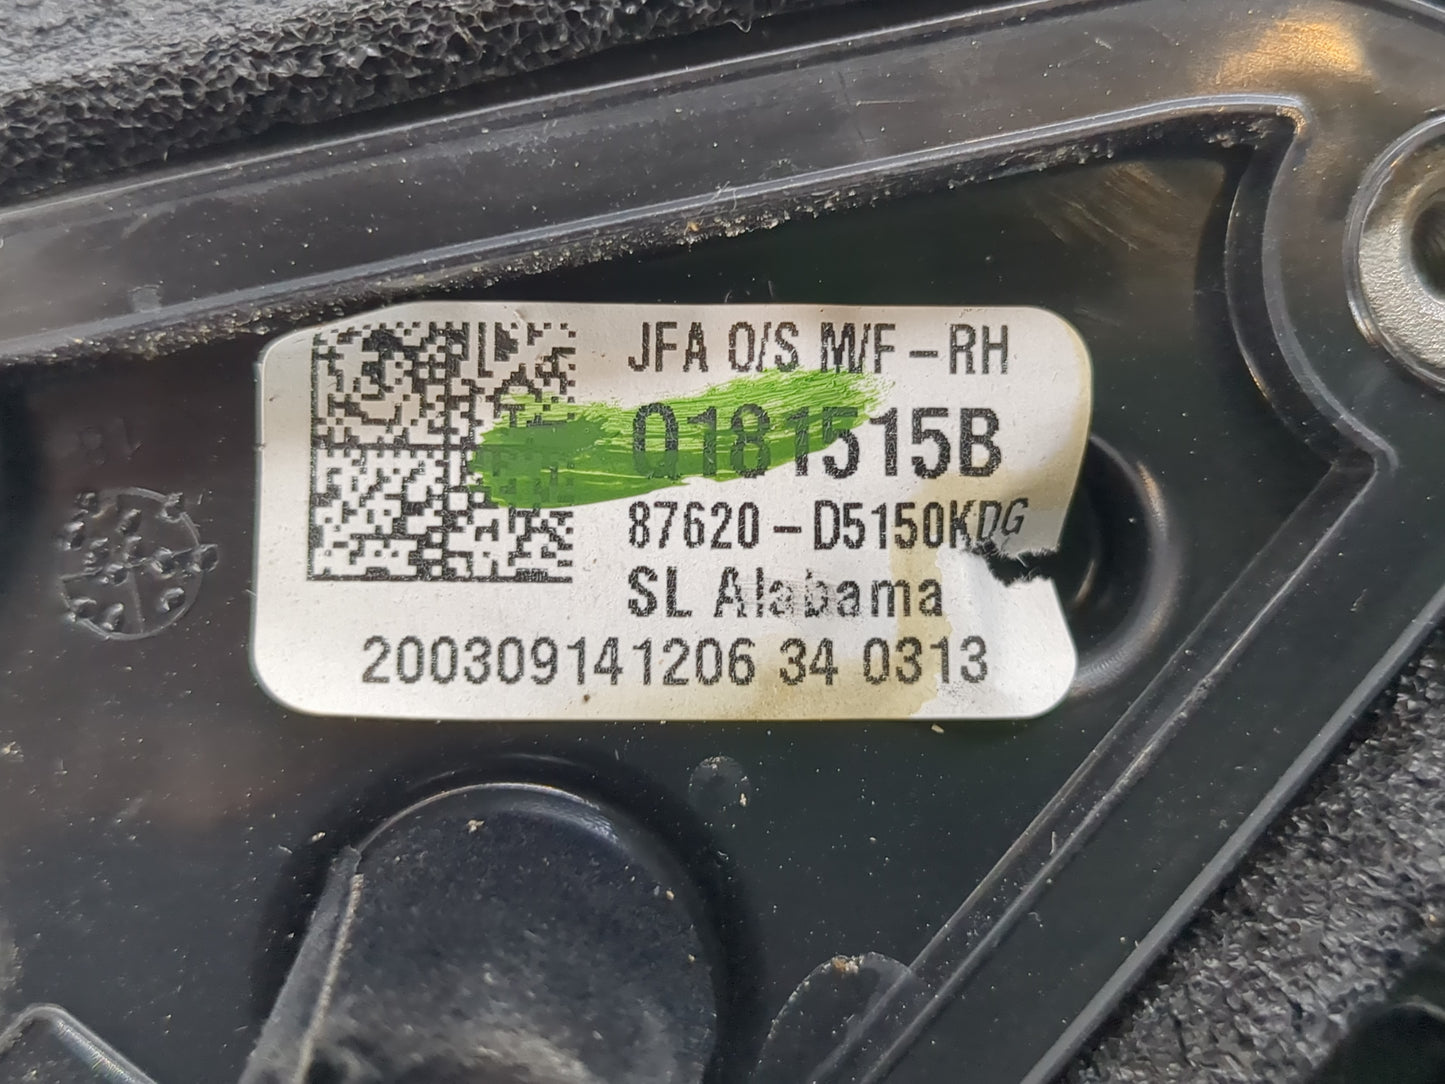 JFA O/S M/F-RH
0181515B
87620-D5150KDG
SL Alabama
200309141206 34 0313